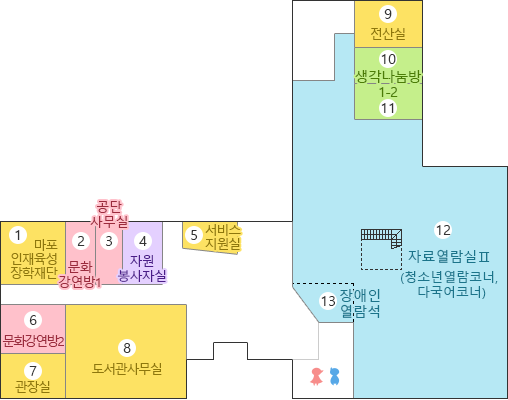 9
전산실
10
생각나눔방
1-2
11
공단
사무실
1
마포
인재육성
장학재단
2
문화
강연방1
3
4
자원
봉사자실
5
서비스
지원실
12
자료열람실Ⅱ
(청소년열람코너,
다국어코너)
13
장애인
열람석
6
문화강연방2
7
관장실
8
도서관사무실